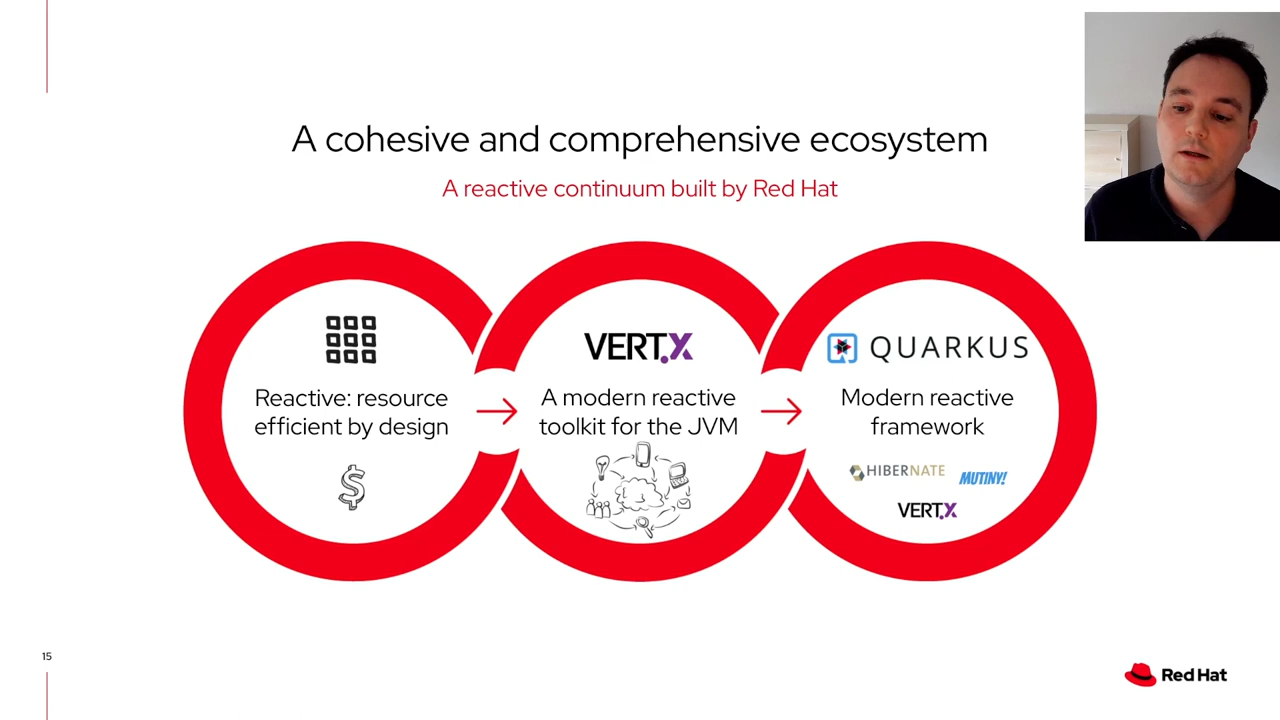 A cohesive and comprehensive ecosystem
A reactive continuum built by Red Hat
Reactive: resource
efficient by design
$
VERT.X
A modern reactive
toolkit for the JVM
QUARKUS
Modern reactive
framework
HIBERNATE
MUTINY!
VERT.X
15
Red Hat